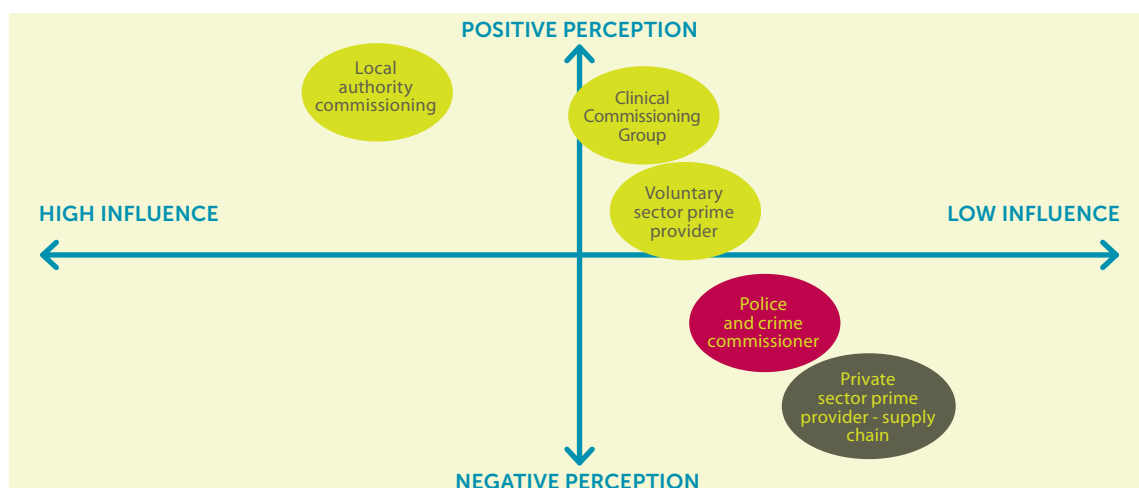 POSITIVE PERCEPTION
Local
authority
commissioning
Clinical
Commissioning
Group
Voluntary
sector prime
provider
HIGH INFLUENCE
LOW INFLUENCE
Police
and crime
commissioner
Private
sector prime
provider - supply
chain
NEGATIVE PERCEPTION